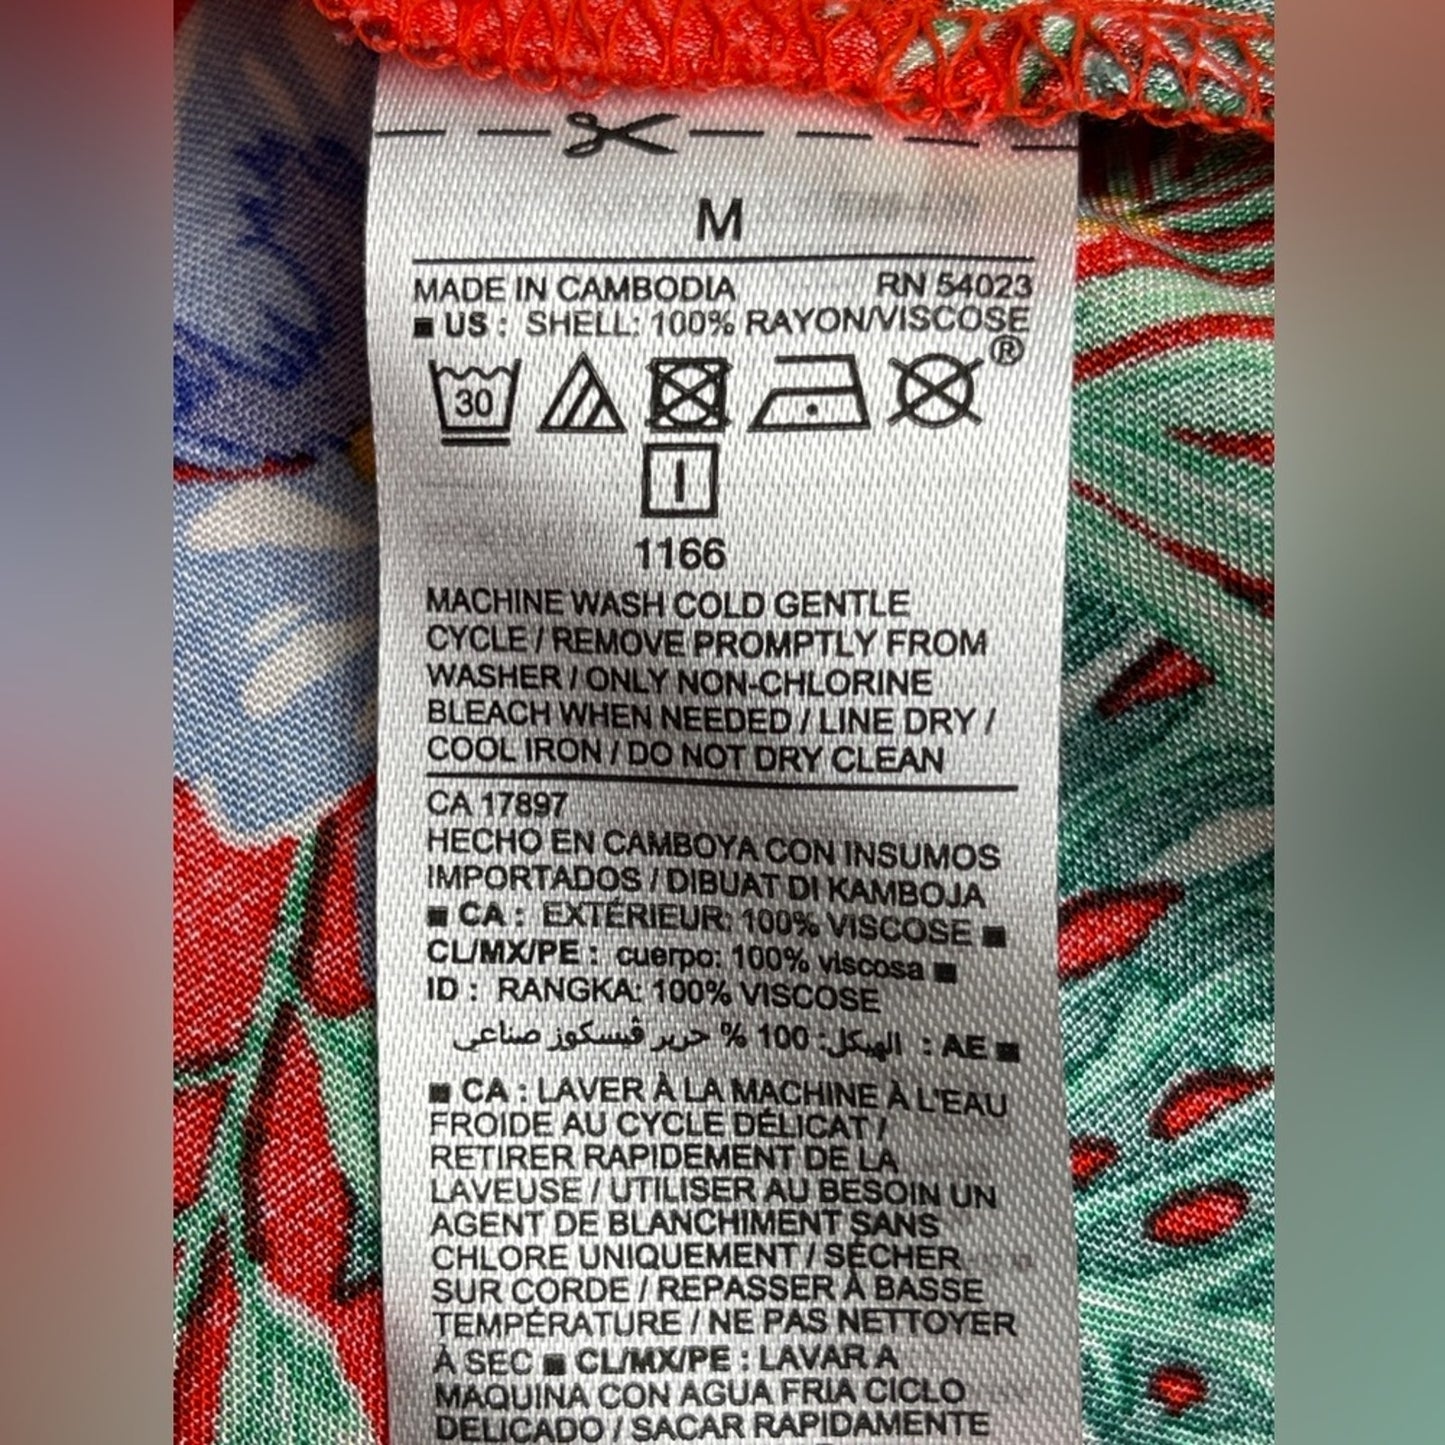 M
MADE IN CAMBODIA RN 54023
■ US : SHELL: 100% RAYON/VISCOSE
®
30
I
1166
MACHINE WASH COLD GENTLE
CYCLE / REMOVE PROMPTLY FROM
WASHER / ONLY NON-CHLORINE
BLEACH WHEN NEEDED / LINE DRY /
COOL IRON / DO NOT DRY CLEAN
CA 17897
HECHO EN CAMBOYA CON INSUMOS
IMPORTADOS / DIBUAT DI KAMBOJA
■ CA : EXTÉRIEUR: 100% VISCOSE ■
CL/MX/PE : cuerpo: 100% viscosa ■
ID : RANGKA: 100% VISCOSE
■ AE : الهيكل: 100 % حرير ڤيسكوز صناعي
■ CA : LAVER À LA MACHINE À L'EAU
FROIDE AU CYCLE DÉLICAT /
RETIRER RAPIDEMENT DE LA
LAVEUSE / UTILISER AU BESOIN UN
AGENT DE BLANCHIMENT SANS
CHLORE UNIQUEMENT / SÉCHER
SUR CORDE / REPASSER À BASSE
TEMPÉRATURE / NE PAS NETTOYER
À SEC ■ CL/MX/PE : LAVAR A
MAQUINA CON AGUA FRIA CICLO
DELICADO / SACAR RAPIDAMENTE